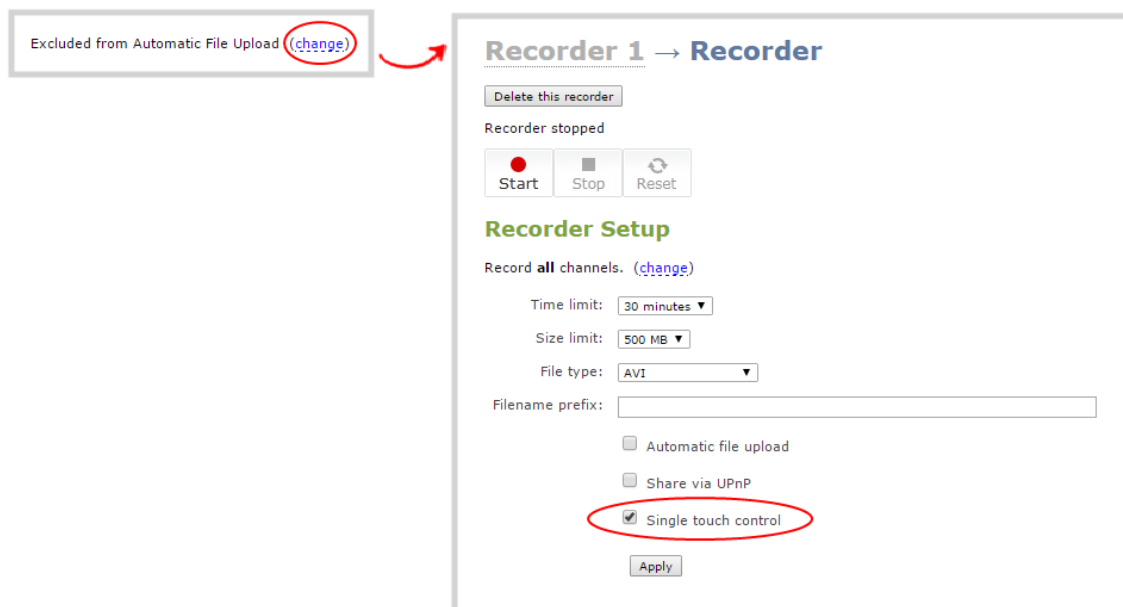 Excluded from Automatic File Upload (change)
Recorder 1 → Recorder
Delete this recorder
Recorder stopped
Start Stop Reset
Recorder Setup
Record all channels. (change)
Time limit: 30 minutes ▼
Size limit: 500 MB ▼
File type: AVI ▼
Filename prefix:
Automatic file upload
Share via UPnP
Single touch control
Apply